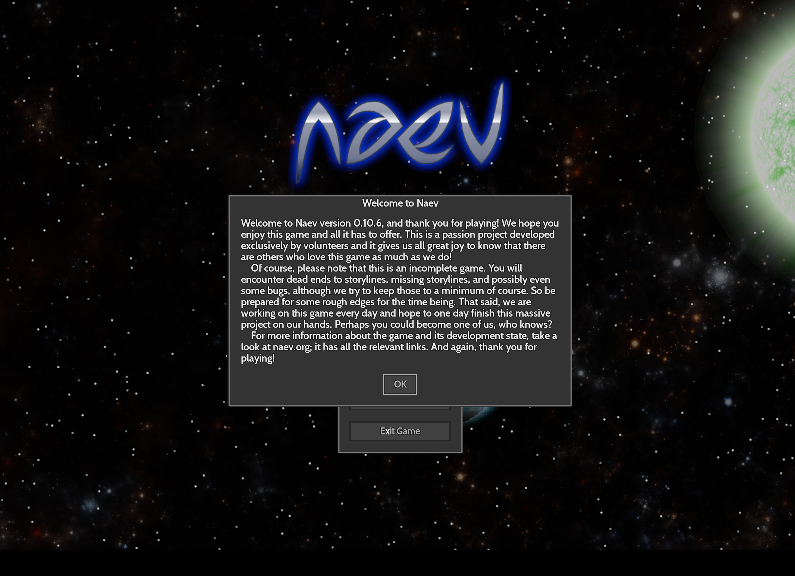 naev
Welcome to Naev
Welcome to Naev version 0.10.6, and thank you for playing! We hope you
enjoy this game and all it has to offer. This is a passion project developed
exclusively by volunteers and it gives us all great joy to know that there
are others who love this game as much as we do!
Of course, please note that this is an incomplete game. You will
encounter dead ends to storylines, missing storylines, and possibly even
some bugs, although we try to keep those to a minimum of course. So be
prepared for some rough edges for the time being. That said, we are
working on this game every day and hope to one day finish this massive
project on our hands. Perhaps you could become one of us, who knows?
For more information about the game and its development state, take a
look at naev.org; it has all the relevant links. And again, thank you for
playing!
OK
Exit Game